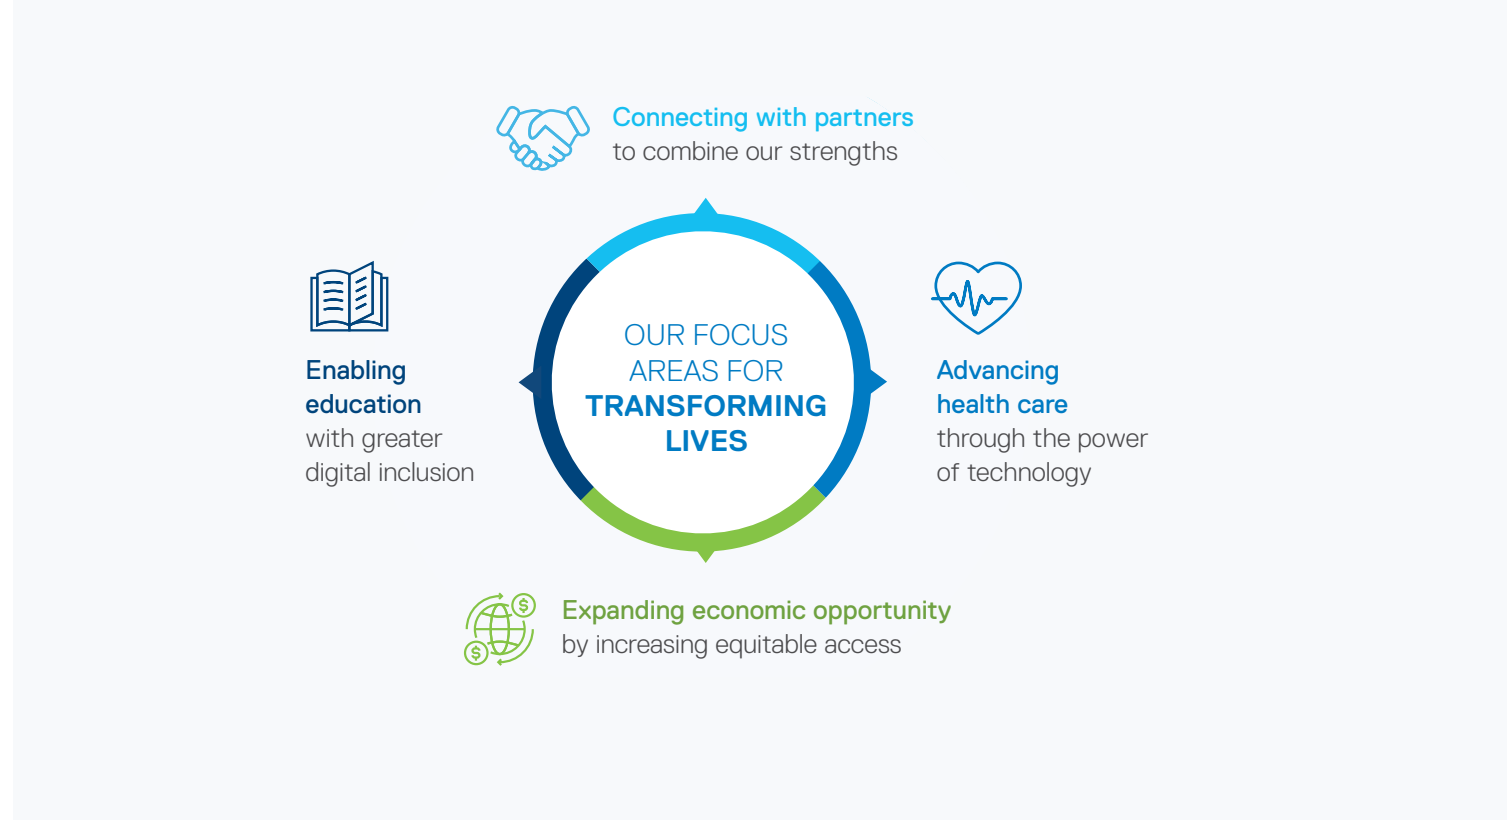 Connecting with partners
to combine our strengths
OUR FOCUS
AREAS FOR
TRANSFORMING
LIVES
Enabling
education
with greater
digital inclusion
Advancing
health care
through the power
of technology
$
$
Expanding economic opportunity
by increasing equitable access